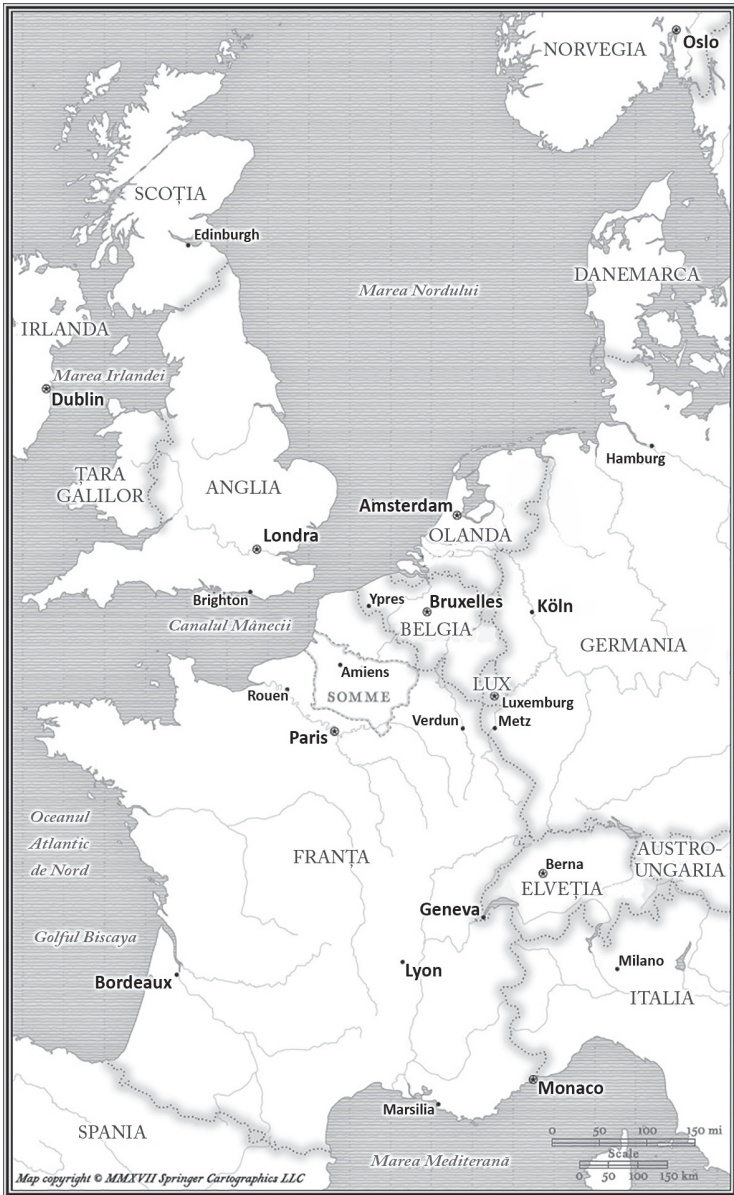 NORVEGIA
Oslo
SCOȚIA
Edinburgh
Marea Nordului
DANEMARCA
IRLANDA
Marea Irlandei
Dublin
ȚARA
GALILOR
ANGLIA
Hamburg
Amsterdam
OLANDA
Londra
Brighton
Canalul Mânecii
Ypres
Bruxelles
BELGIA
Köln
GERMANIA
Amiens
SOMME
Rouen
LUX
Luxemburg
Verdun
Metz
Paris
Oceanul
Atlantic
de Nord
FRANȚA
Berna
ELVEȚIA
AUSTRO-
UNGARIA
Geneva
Golful Biscaya
Bordeaux
Lyon
Milano
ITALIA
Monaco
Marsilia
SPANIA
Marea Mediterană
0 50 100 150 mi
Scale
0 50 100 150 km
Map copyright © MMXVII Springer Cartographics LLC